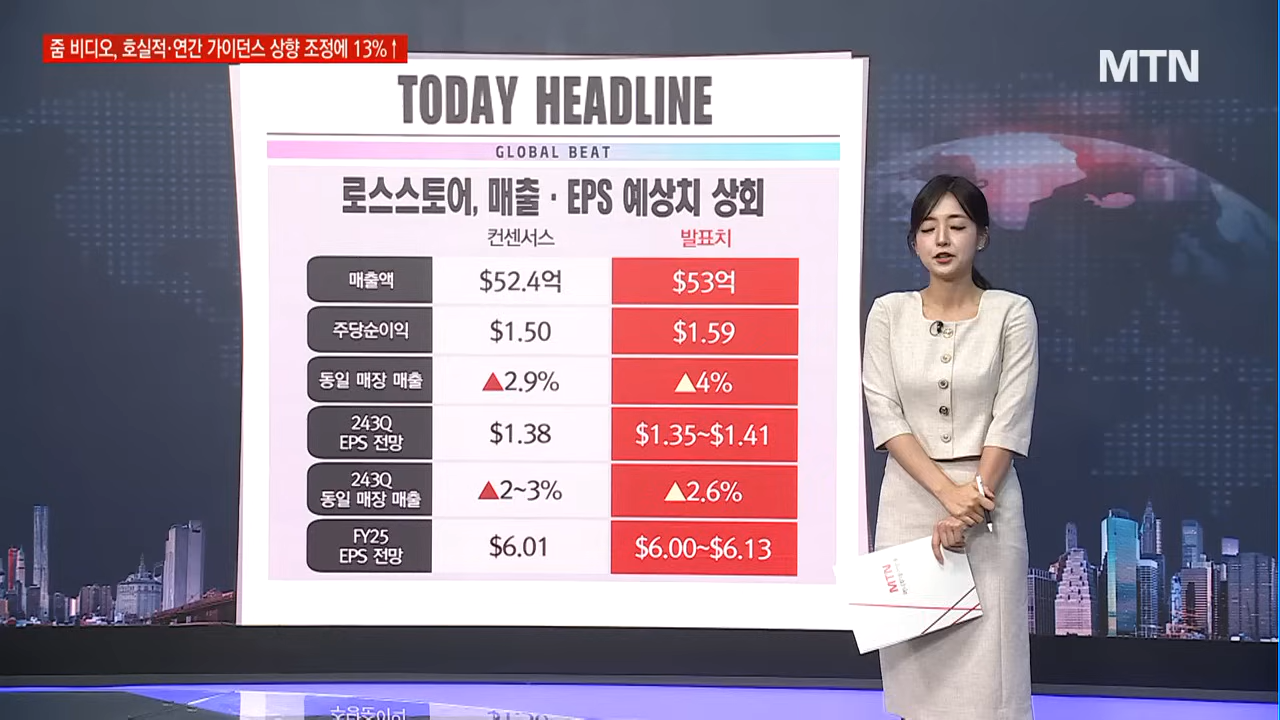 줌 비디오, 호실적·연간 가이던스 상향 조정에 13%↑
MTN
TODAY HEADLINE
GLOBAL BEAT
로스스토어, 매출·EPS 예상치 상회
컨센서스 발표치
매출액 $52.4억 $53억
주당순이익 $1.50 $1.59
동일 매장 매출 ▲2.9% ▲4%
243Q
EPS 전망 $1.38 $1.35~$1.41
243Q
동일 매장 매출 ▲2~3% ▲2.6%
FY25
EPS 전망 $6.01 $6.00~$6.13
MTN